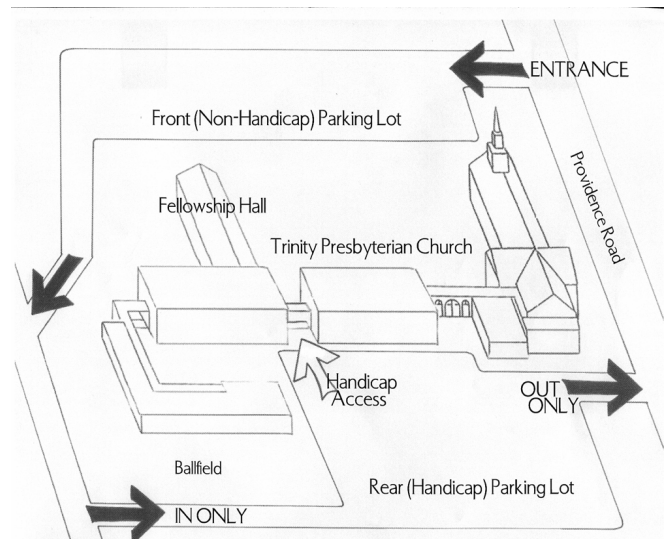 ENTRANCE
Front (Non-Handicap) Parking Lot
Providence Road
Fellowship Hall
Trinity Presbyterian Church
Handicap
Access
OUT
ONLY
Ballfield
Rear (Handicap) Parking Lot
IN ONLY